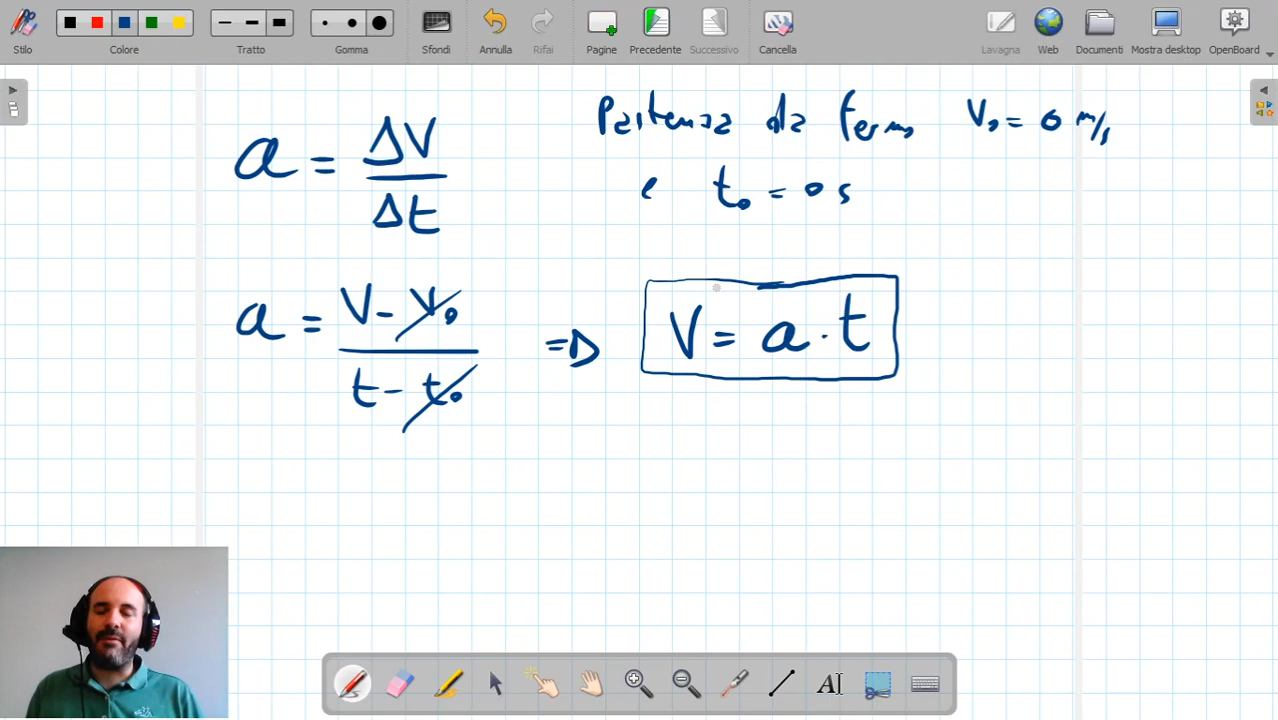 Stilo Colore Tratto Gomma Sfondi Annulla Rifai Pagine Precedente Successivo Cancella Lavagna Web Documenti Mostra desktop OpenBoard
Partenza da fermo V₀ = 0 m/s
e t₀ = 0 s
a = ΔV / Δt
a = V - V₀ / t - t₀ => V = a · t
AI